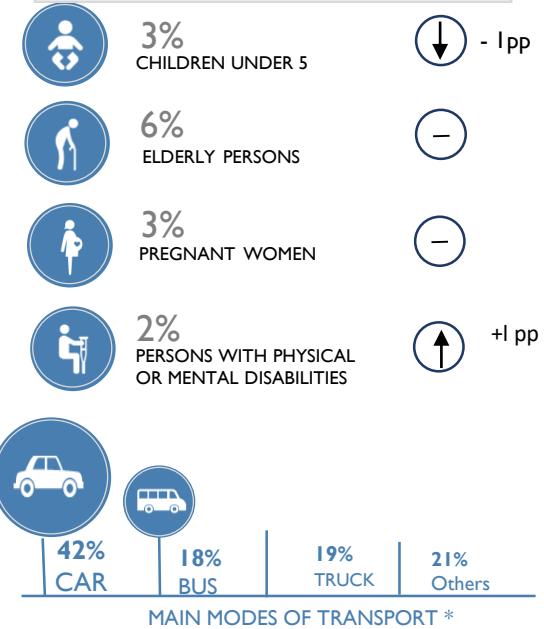 3%
CHILDREN UNDER 5
- 1pp
6%
ELDERLY PERSONS
–
3%
PREGNANT WOMEN
–
2%
PERSONS WITH PHYSICAL
OR MENTAL DISABILITIES
+1 pp
42%
CAR
18%
BUS
19%
TRUCK
21%
Others
MAIN MODES OF TRANSPORT *